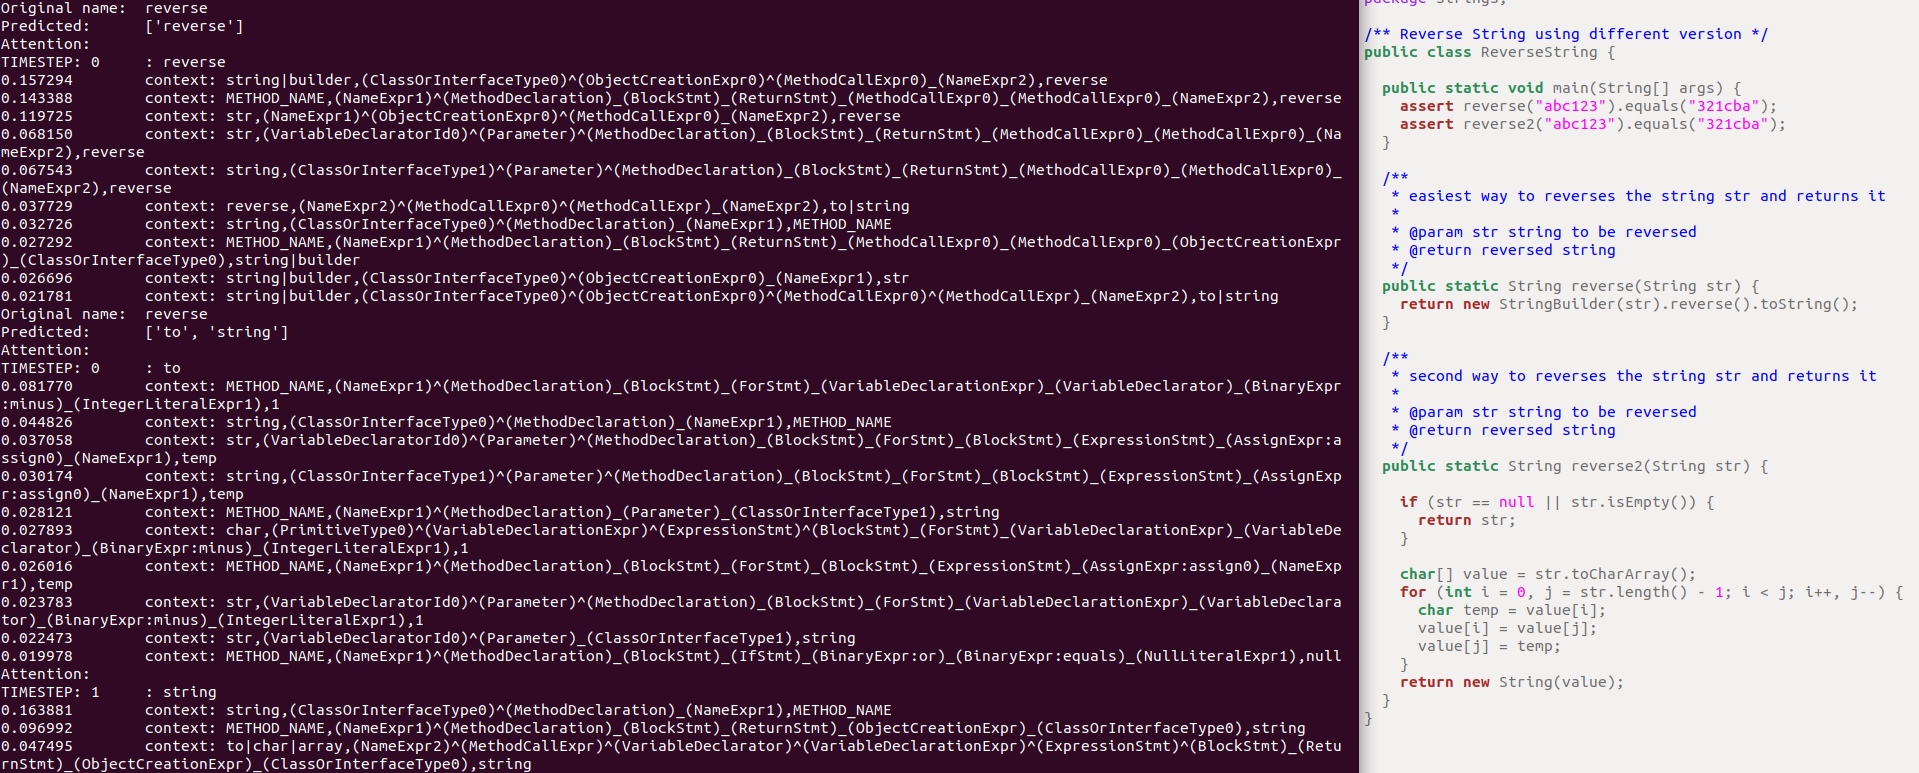 Original name:  reverse
Predicted:      ['reverse']
Attention:
TIMESTEP: 0     : reverse
0.157294        context: string|builder,(ClassOrInterfaceType0)^(ObjectCreationExpr0)^(MethodCallExpr0)_(NameExpr2),reverse
0.143388        context: METHOD_NAME,(NameExpr1)^(MethodDeclaration)_(BlockStmt)_(ReturnStmt)_(MethodCallExpr0)_(MethodCallExpr0)_(NameExpr2),reverse
0.119725        context: str,(NameExpr1)^(ObjectCreationExpr0)^(MethodCallExpr0)_(NameExpr2),reverse
0.068150        context: str,(VariableDeclaratorId0)^(Parameter)^(MethodDeclaration)_(BlockStmt)_(ReturnStmt)_(MethodCallExpr0)_(MethodCallExpr0)_(Na
meExpr2),reverse
0.067543        context: string,(ClassOrInterfaceType1)^(Parameter)^(MethodDeclaration)_(BlockStmt)_(ReturnStmt)_(MethodCallExpr0)_(MethodCallExpr0)_
(NameExpr2),reverse
0.037729        context: reverse,(NameExpr2)^(MethodCallExpr0)^(MethodCallExpr)_(NameExpr2),to|string
0.032726        context: string,(ClassOrInterfaceType0)^(MethodDeclaration)_(NameExpr1),METHOD_NAME
0.027292        context: METHOD_NAME,(NameExpr1)^(MethodDeclaration)_(BlockStmt)_(ReturnStmt)_(MethodCallExpr0)_(MethodCallExpr0)_(ObjectCreationExpr
)_(ClassOrInterfaceType0),string|builder
0.026696        context: string|builder,(ClassOrInterfaceType0)^(ObjectCreationExpr0)_(NameExpr1),str
0.021781        context: string|builder,(ClassOrInterfaceType0)^(ObjectCreationExpr0)^(MethodCallExpr0)^(MethodCallExpr)_(NameExpr2),to|string
Original name:  reverse
Predicted:      ['to', 'string']
Attention:
TIMESTEP: 0     : to
0.081770        context: METHOD_NAME,(NameExpr1)^(MethodDeclaration)_(BlockStmt)_(ForStmt)_(VariableDeclarationExpr)_(VariableDeclarator)_(BinaryExpr
:minus)_(IntegerLiteralExpr1),1
0.044826        context: string,(ClassOrInterfaceType0)^(MethodDeclaration)_(NameExpr1),METHOD_NAME
0.037058        context: str,(VariableDeclaratorId0)^(Parameter)^(MethodDeclaration)_(BlockStmt)_(ForStmt)_(BlockStmt)_(ExpressionStmt)_(AssignExpr:a
ssign0)_(NameExpr1),temp
0.030174        context: string,(ClassOrInterfaceType1)^(Parameter)^(MethodDeclaration)_(BlockStmt)_(ForStmt)_(BlockStmt)_(ExpressionStmt)_(AssignExp
r:assign0)_(NameExpr1),temp
0.028121        context: METHOD_NAME,(NameExpr1)^(MethodDeclaration)_(Parameter)_(ClassOrInterfaceType1),string
0.027893        context: char,(PrimitiveType0)^(VariableDeclarationExpr)^(ExpressionStmt)^(BlockStmt)_(ForStmt)_(VariableDeclarationExpr)_(VariableDe
clarator)_(BinaryExpr:minus)_(IntegerLiteralExpr1),1
0.026016        context: METHOD_NAME,(NameExpr1)^(MethodDeclaration)_(BlockStmt)_(ForStmt)_(BlockStmt)_(ExpressionStmt)_(AssignExpr:assign0)_(NameExp
r1),temp
0.023783        context: str,(VariableDeclaratorId0)^(Parameter)^(MethodDeclaration)_(BlockStmt)_(ForStmt)_(VariableDeclarationExpr)_(VariableDeclara
tor)_(BinaryExpr:minus)_(IntegerLiteralExpr1),1
0.022473        context: str,(VariableDeclaratorId0)^(Parameter)_(ClassOrInterfaceType1),string
0.019978        context: METHOD_NAME,(NameExpr1)^(MethodDeclaration)_(BlockStmt)_(IfStmt)_(BinaryExpr:or)_(BinaryExpr:equals)_(NullLiteralExpr1),null
Attention:
TIMESTEP: 1     : string
0.163881        context: string,(ClassOrInterfaceType0)^(MethodDeclaration)_(NameExpr1),METHOD_NAME
0.096992        context: METHOD_NAME,(NameExpr1)^(MethodDeclaration)_(BlockStmt)_(ReturnStmt)_(ObjectCreationExpr)_(ClassOrInterfaceType0),string
0.047495        context: to|char|array,(NameExpr2)^(MethodCallExpr)^(VariableDeclarator)^(VariableDeclarationExpr)^(ExpressionStmt)^(BlockStmt)_(Retu
rnStmt)_(ObjectCreationExpr)_(ClassOrInterfaceType0),string
package strings;
/** Reverse String using different version */
public class ReverseString {
  public static void main(String[] args) {
    assert reverse("abc123").equals("321cba");
    assert reverse2("abc123").equals("321cba");
  }
  /**
   * easiest way to reverses the string str and returns it
   *
   * @param str string to be reversed
   * @return reversed string
   */
  public static String reverse(String str) {
    return new StringBuilder(str).reverse().toString();
  }
  /**
   * second way to reverses the string str and returns it
   *
   * @param str string to be reversed
   * @return reversed string
   */
  public static String reverse2(String str) {
    if (str == null || str.isEmpty()) {
      return str;
    }
    char[] value = str.toCharArray();
    for (int i = 0, j = str.length() - 1; i < j; i++, j--) {
      char temp = value[i];
      value[i] = value[j];
      value[j] = temp;
    }
    return new String(value);
  }
}